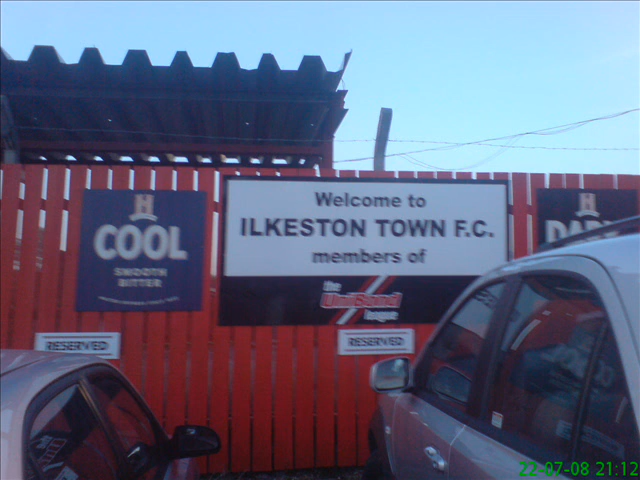 H
COOL
SMOOTH
BITTER
Welcome to
ILKESTON TOWN F.C.
members of
the
UniBond
league
H
RESERVED
RESERVED
22-07-08 21:12